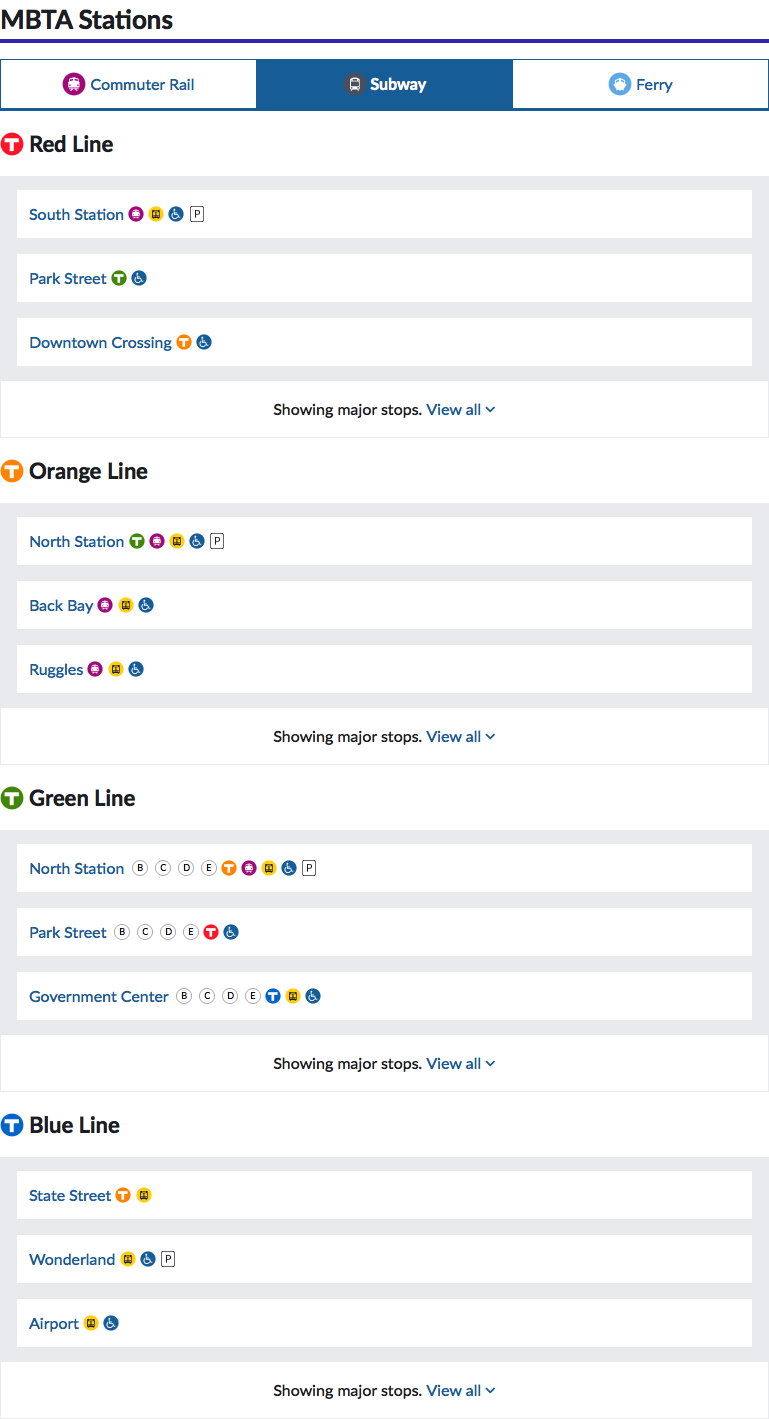 MBTA Stations
Commuter Rail Subway Ferry
T Red Line
South Station P
Park Street T
Downtown Crossing T
Showing major stops. View all
T Orange Line
North Station T P
Back Bay
Ruggles
Showing major stops. View all
T Green Line
North Station B C D E T P
Park Street B C D E T
Government Center B C D E T
Showing major stops. View all
T Blue Line
State Street T
Wonderland P
Airport
Showing major stops. View all